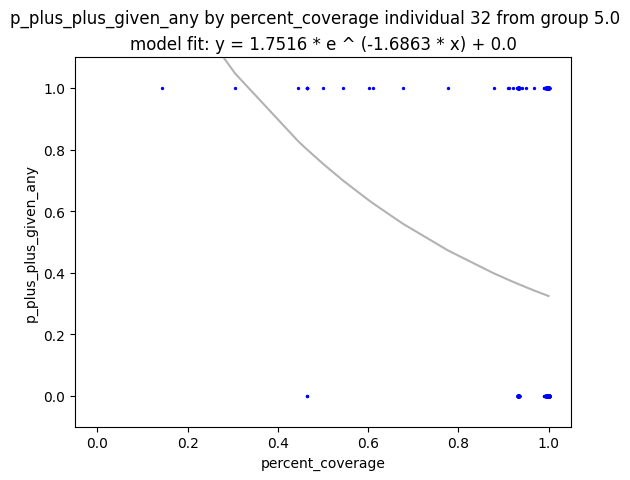 p_plus_plus_given_any by percent_coverage individual 32 from group 5.0
model fit: y = 1.7516 * e ^ (-1.6863 * x) + 0.0
1.0
0.8
0.6
0.4
0.2
0.0
p_plus_plus_given_any
0.0 0.2 0.4 0.6 0.8 1.0
percent_coverage